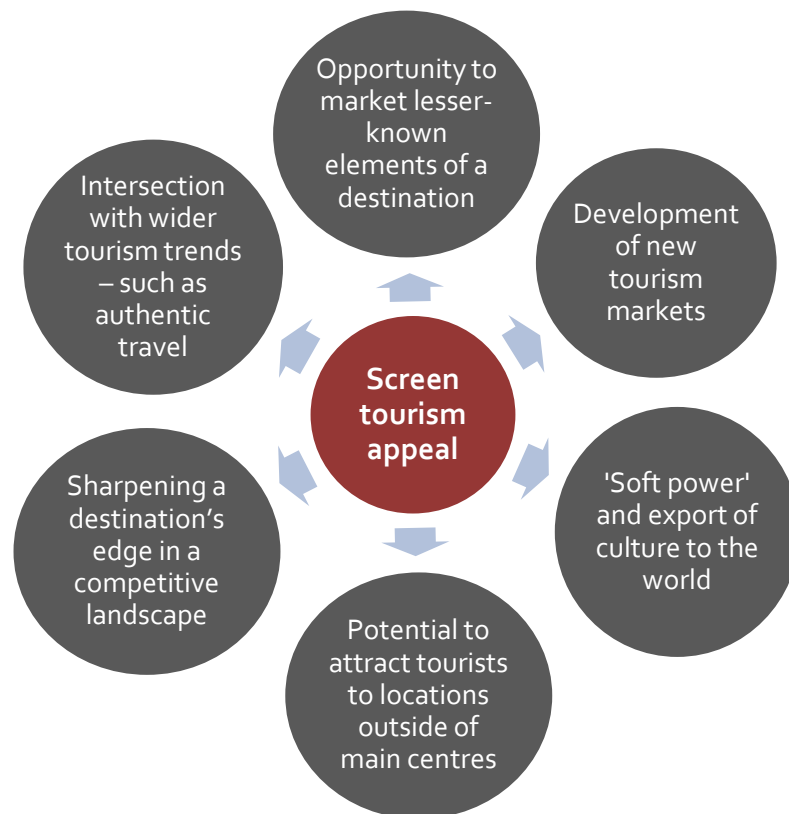 Opportunity to
market lesser-
known
elements of a
destination
Development
of new
tourism
markets
'Soft power'
and export of
culture to the
world
Potential to
attract tourists
to locations
outside of
main centres
Sharpening a
destination’s
edge in a
competitive
landscape
Intersection
with wider
tourism trends
– such as
authentic
travel
Screen
tourism
appeal